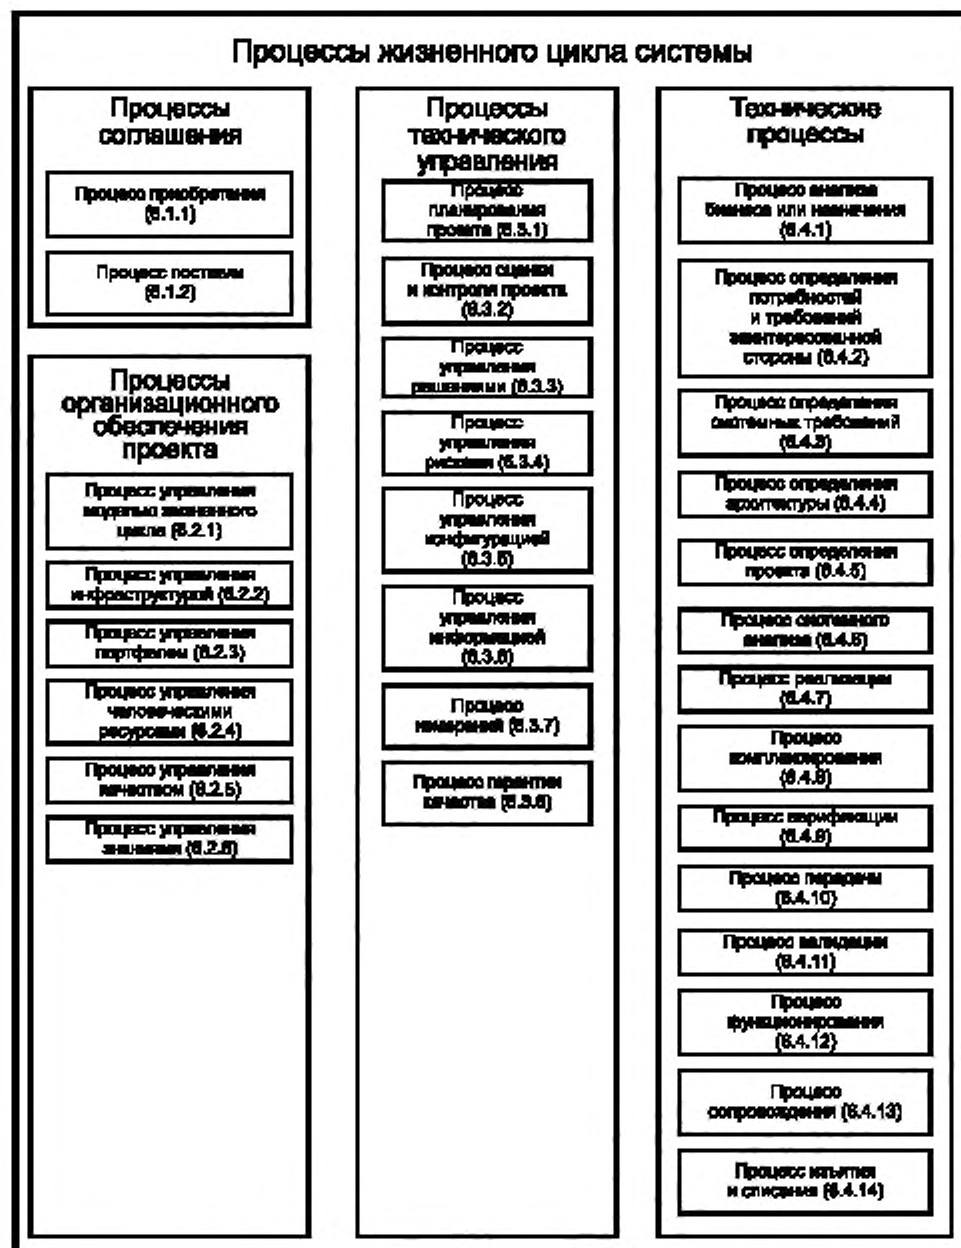 Процессы жизненного цикла системы
Процессы
соглашения
Процесс приобретения
(6.1.1)
Процесс поставки
(6.1.2)
Процессы
организационного
обеспечения
проекта
Процесс управления
моделью жизненного
цикла (6.2.1)
Процесс управления
инфраструктурой (6.2.2)
Процесс управления
портфелем (6.2.3)
Процесс управления
человеческими
ресурсами (6.2.4)
Процесс управления
качеством (6.2.5)
Процесс управления
знаниями (6.2.6)
Процессы
технического
управления
Процесс
планирования
проекта (6.3.1)
Процесс оценки
и контроля проекта
(6.3.2)
Процесс
управления
решениями (6.3.3)
Процесс
управления
рисками (6.3.4)
Процесс
управления
конфигурацией
(6.3.5)
Процесс
управления
информацией
(6.3.6)
Процесс
измерений (6.3.7)
Процесс гарантии
качества (6.3.8)
Технические
процессы
Процесс анализа
бизнеса или назначения
(6.4.1)
Процесс определения
потребностей
и требований
заинтересованной
стороны (6.4.2)
Процесс определения
системных требований
(6.4.3)
Процесс определения
архитектуры (6.4.4)
Процесс определения
проекта (6.4.5)
Процесс системного
анализа (6.4.6)
Процесс реализации
(6.4.7)
Процесс
комплексирования
(6.4.8)
Процесс верификации
(6.4.9)
Процесс передачи
(6.4.10)
Процесс валидации
(6.4.11)
Процесс
функционирования
(6.4.12)
Процесс
сопровождения (6.4.13)
Процесс изъятия
и списания (6.4.14)